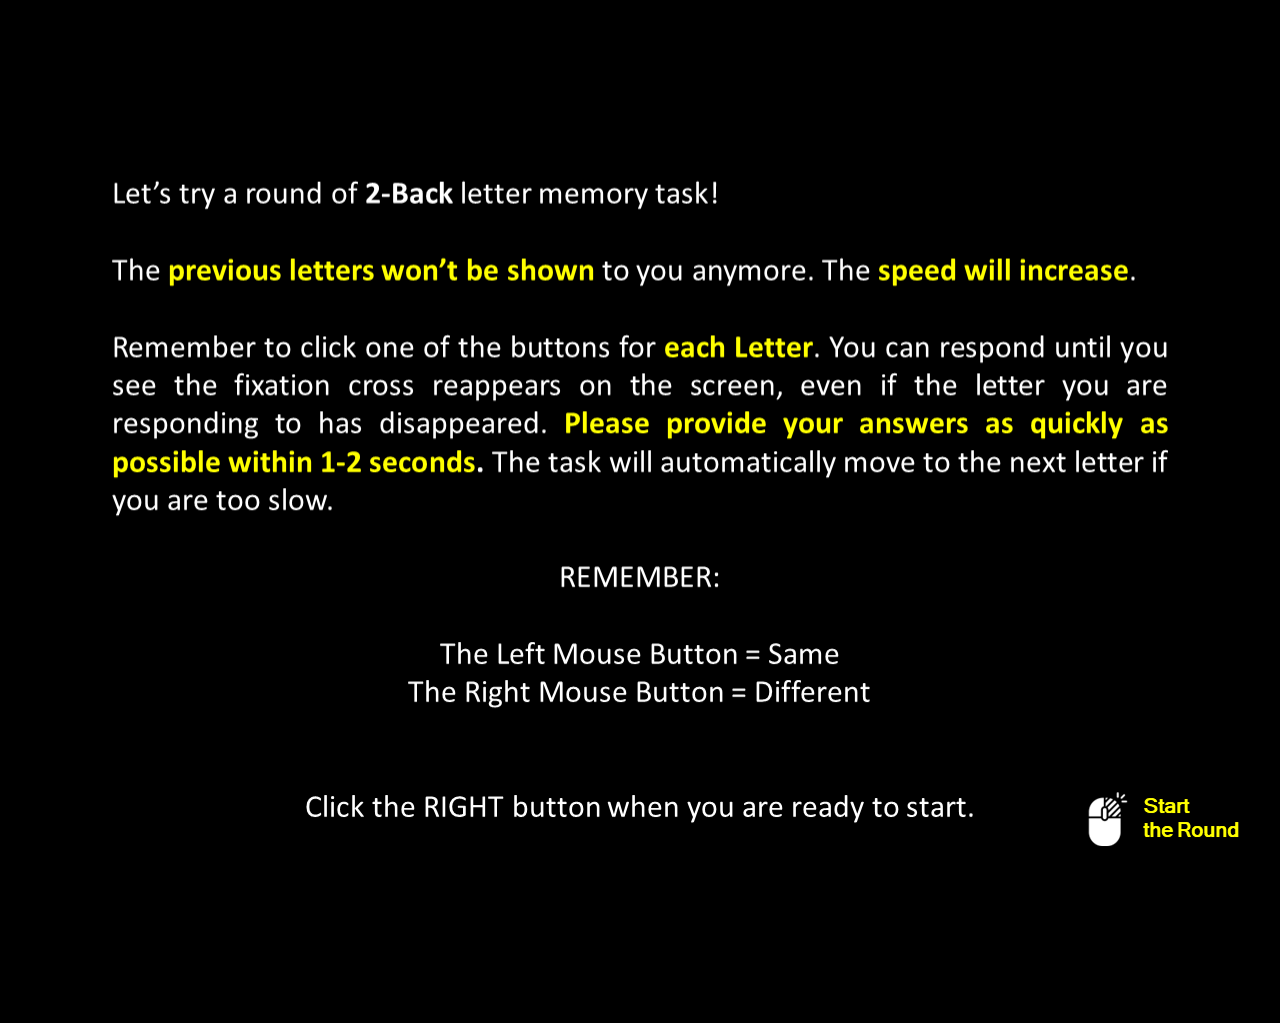 Let’s try a round of 2-Back letter memory task!
The previous letters won’t be shown to you anymore. The speed will increase.
Remember to click one of the buttons for each Letter. You can respond until you
see the fixation cross reappears on the screen, even if the letter you are
responding to has disappeared. Please provide your answers as quickly as
possible within 1-2 seconds. The task will automatically move to the next letter if
you are too slow.
REMEMBER:
The Left Mouse Button = Same
The Right Mouse Button = Different
Click the RIGHT button when you are ready to start.
Start
the Round